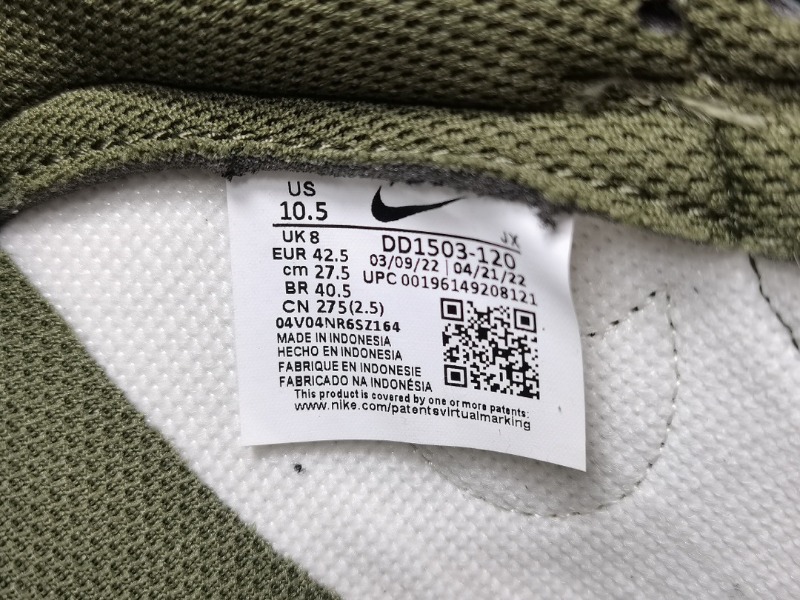 US
10.5
UK 8
EUR 42.5
cm 27.5
BR 40.5
CN 275(2.5)
JX
DD1503-120
03/09/22 | 04/21/22
UPC 00196149208121
04V04NR6SZ164
MADE IN INDONESIA
HECHO EN INDONESIA
FABRIQUE EN INDONESIE
FABRICADO NA INDONÉSIA
This product is covered by one or more patents:
www.nike.com/patentsvirtualmarking